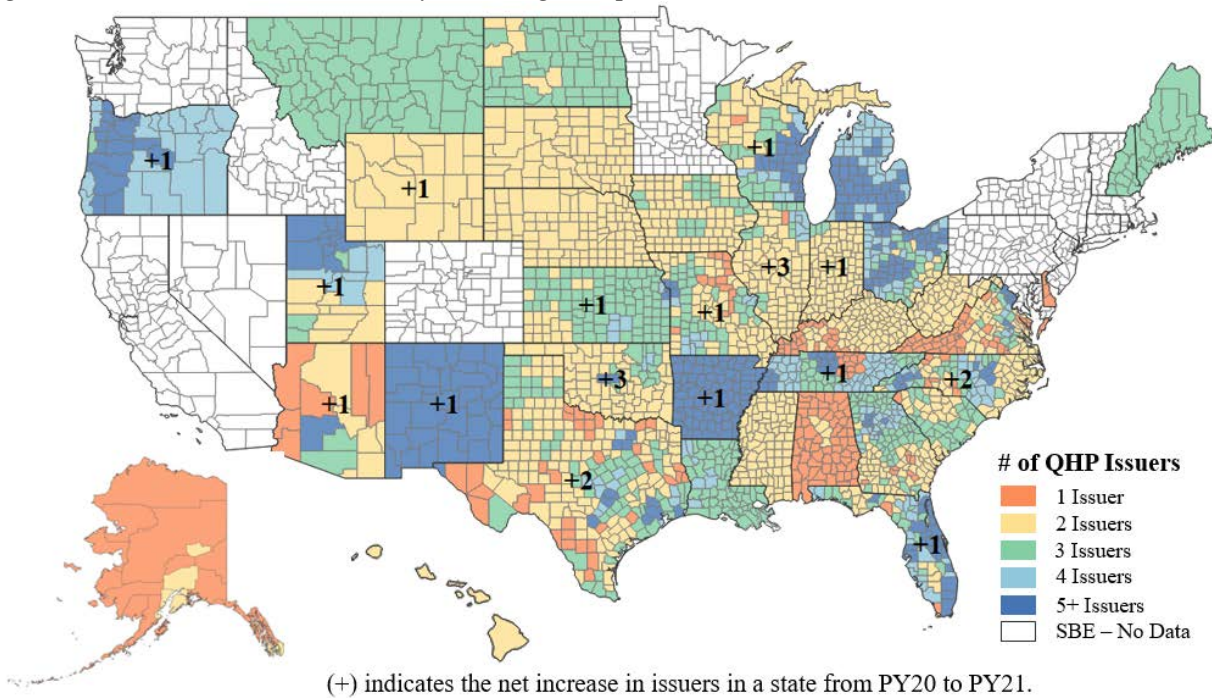 +1
+1
+1
+1
+3
+1
+1
+1
+1
+3
+1
+2
+1
+1
+2
+1
# of QHP Issuers
1 Issuer
2 Issuers
3 Issuers
4 Issuers
5+ Issuers
SBE – No Data
(+) indicates the net increase in issuers in a state from PY20 to PY21.